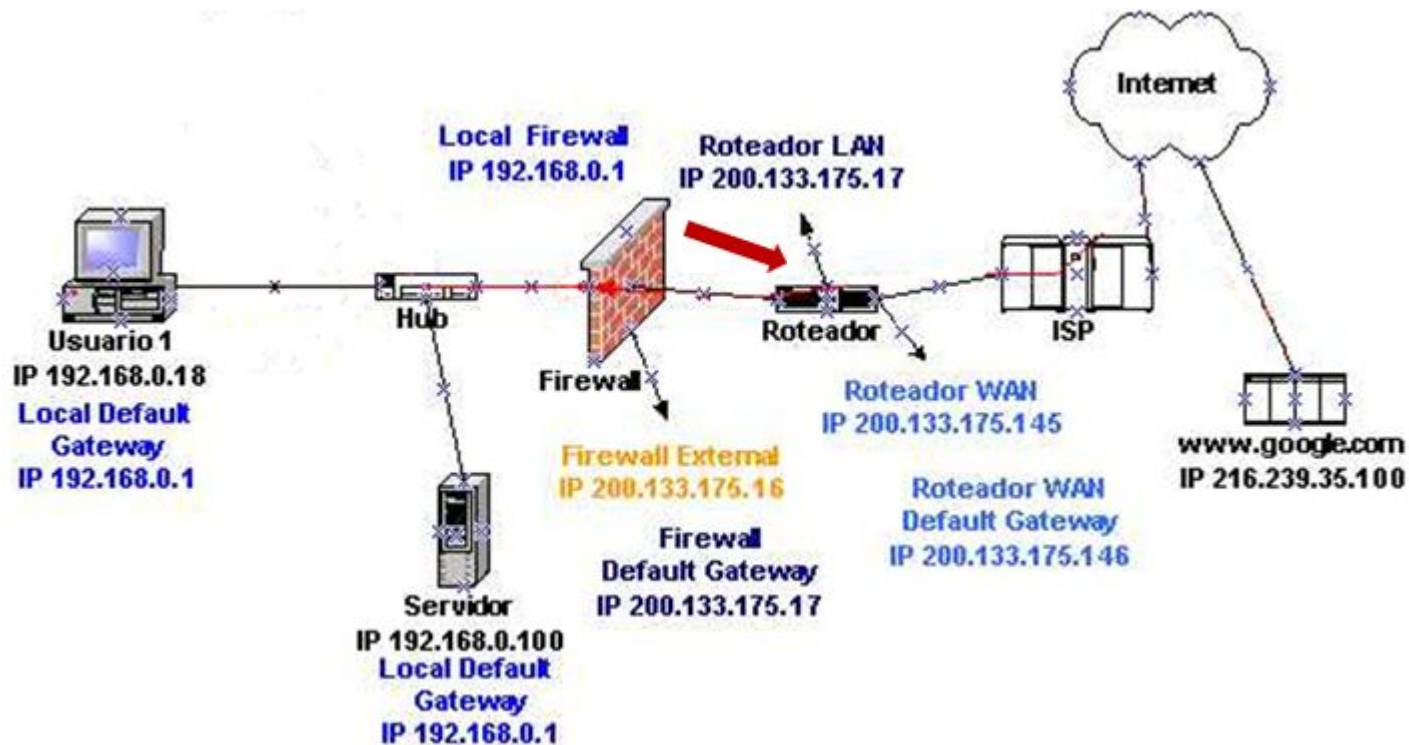 Internet
Local Firewall
IP 192.168.0.1
Roteador LAN
IP 200.133.175.17
Usuario 1
IP 192.168.0.18
Local Default
Gateway
IP 192.168.0.1
Hub
Firewall
Roteador
ISP
Firewall External
IP 200.133.175.16
Firewall
Default Gateway
IP 200.133.175.17
Roteador WAN
IP 200.133.175.145
Roteador WAN
Default Gateway
IP 200.133.175.146
www.google.com
IP 216.239.35.100
Servidor
IP 192.168.0.100
Local Default
Gateway
IP 192.168.0.1